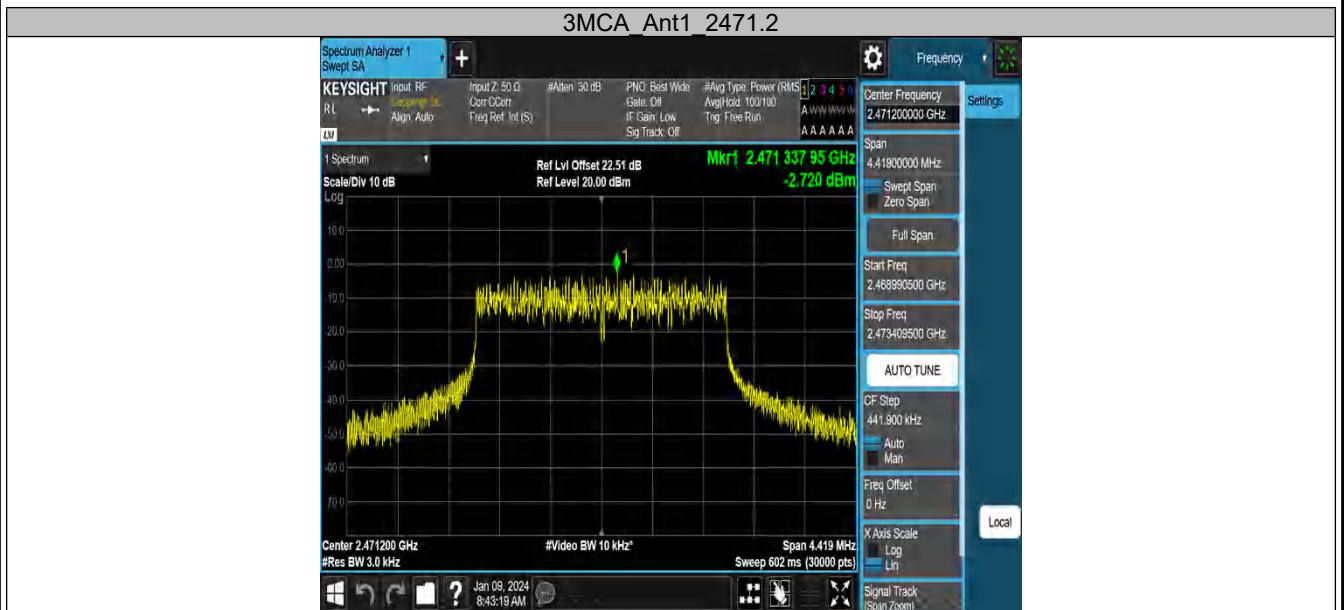 3MCA_Ant1_2471.2
Spectrum Analyzer 1
Swept SA
+
Frequency
KEYSIGHT
RL
LXI
Input: RF
Coupling: DC
Align: Auto
Input Z: 50 Ω
Corr CCorr
Freq Ref: Int (S)
#Atten: 30 dB
PNO: Best Wide
Gate: Off
IF Gain: Low
Sig Track: Off
#Avg Type: Power (RMS
Avg|Hold: 100/100
Trig: Free Run
1 2 3 4 5 6
A W W W W W
A A A A A A
Center Frequency
2.471200000 GHz
Settings
Span
4.41900000 MHz
Swept Span
Zero Span
Full Span
Start Freq
2.468990500 GHz
Stop Freq
2.473409500 GHz
AUTO TUNE
CF Step
441.900 kHz
Auto
Man
Freq Offset
0 Hz
X Axis Scale
Log
Lin
Local
Signal Track
(Span Zoom)
1 Spectrum
Scale/Div 10 dB
Ref Lvl Offset 22.51 dB
Ref Level 20.00 dBm
Mkr1 2.471 337 95 GHz
-2.720 dBm
Log
10.0
0.00
-10.0
-20.0
-30.0
-40.0
-50.0
-60.0
-70.0
1
Center 2.471200 GHz
#Res BW 3.0 kHz
#Video BW 10 kHz*
Span 4.419 MHz
Sweep 602 ms (30000 pts)
?
Jan 09, 2024
8:43:19 AM